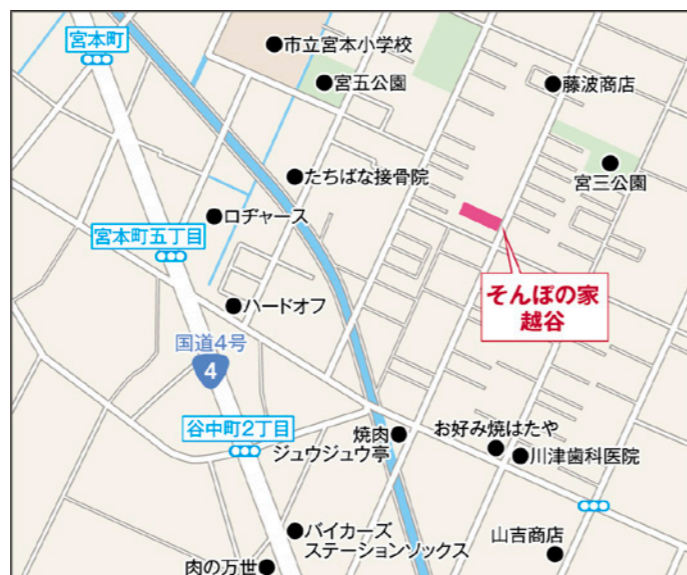 宮本町
市立宮本小学校
宮五公園
藤波商店
たちばな接骨院
宮三公園
ロヂャース
宮本町五丁目
そんぽの家
越谷
ハードオフ
国道4号
4
谷中町2丁目
焼肉
ジュウジュウ亭
お好み焼はたや
川津歯科医院
バイカーズ
ステーションソックス
山吉商店
肉の万世